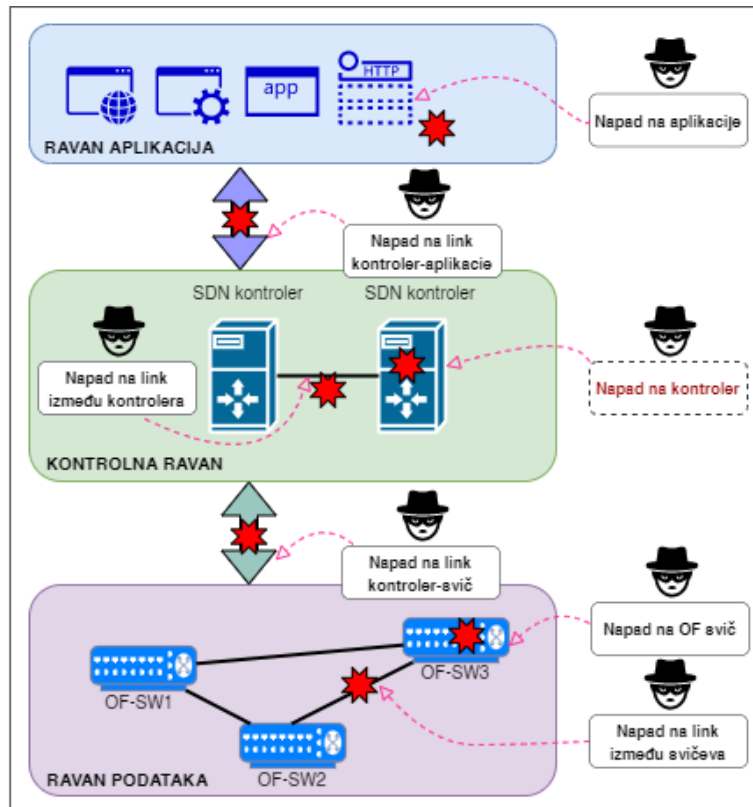 HTTP
app
RAVAN APLIKACIJA
Napad na aplikacije
Napad na link
kontroler-aplikacie
SDN kontroler
SDN kontroler
Napad na link
između kontrolera
Napad na kontroler
KONTROLNA RAVAN
Napad na link
kontroler-svič
Napad na OF svič
OF-SW1
OF-SW3
OF-SW2
Napad na link
između svičeva
RAVAN PODATAKA